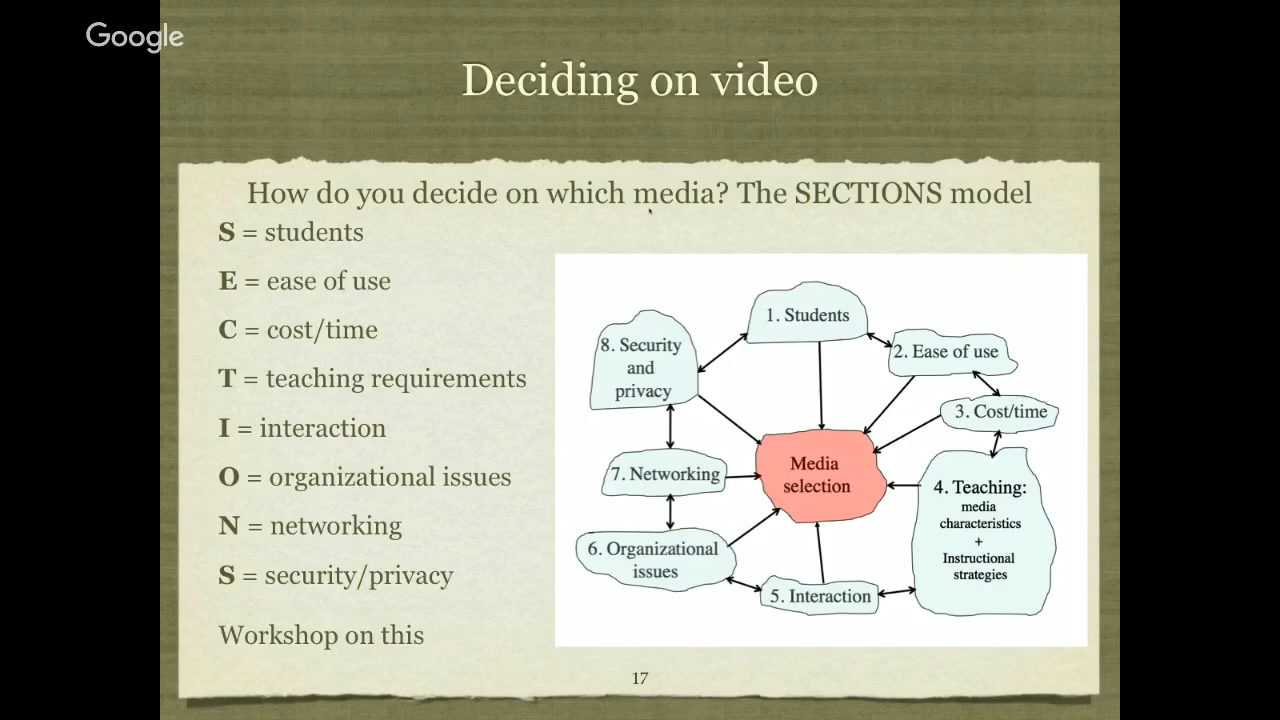 Google
Deciding on video
How do you decide on which media? The SECTIONS model
S = students
E = ease of use
C = cost/time
T = teaching requirements
I = interaction
O = organizational issues
N = networking
S = security/privacy
Workshop on this
1. Students
2. Ease of use
3. Cost/time
4. Teaching:
media
characteristics
+
Instructional
strategies
5. Interaction
6. Organizational
issues
7. Networking
8. Security
and
privacy
Media
selection
17